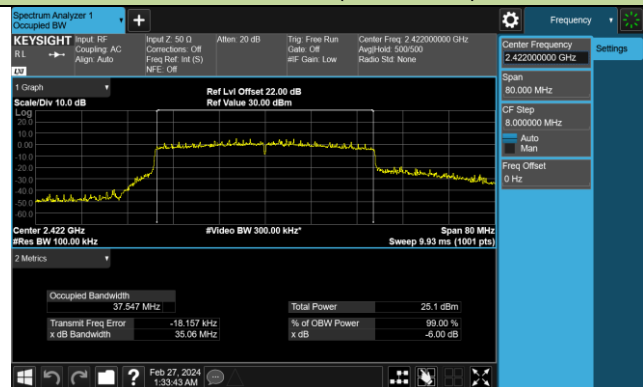 Spectrum Analyzer 1
Occupied BW
Frequency
KEYSIGHT
RL
Input: RF
Coupling: AC
Align: Auto
Input Z: 50 Ω
Corrections: Off
Freq Ref: Int (S)
NFE: Off
Atten: 20 dB
Trig: Free Run
Gate: Off
#IF Gain: Low
Center Freq: 2.422000000 GHz
Avg|Hold: 500/500
Radio Std: None
LXI
1 Graph
Scale/Div 10.0 dB
Ref Lvl Offset 22.00 dB
Ref Value 30.00 dBm
Log
20.0
10.0
0.00
-10.0
-20.0
-30.0
-40.0
-50.0
-60.0
Center 2.422 GHz
#Res BW 100.00 kHz
#Video BW 300.00 kHz*
Span 80 MHz
Sweep 9.93 ms (1001 pts)
2 Metrics
Occupied Bandwidth
37.547 MHz
Transmit Freq Error -18.157 kHz
x dB Bandwidth 35.06 MHz
Total Power 25.1 dBm
% of OBW Power 99.00 %
x dB -6.00 dB
Feb 27, 2024
1:33:43 AM
?
Center Frequency
2.422000000 GHz
Span
80.000 MHz
CF Step
8.000000 MHz
Auto
Man
Freq Offset
0 Hz
Settings